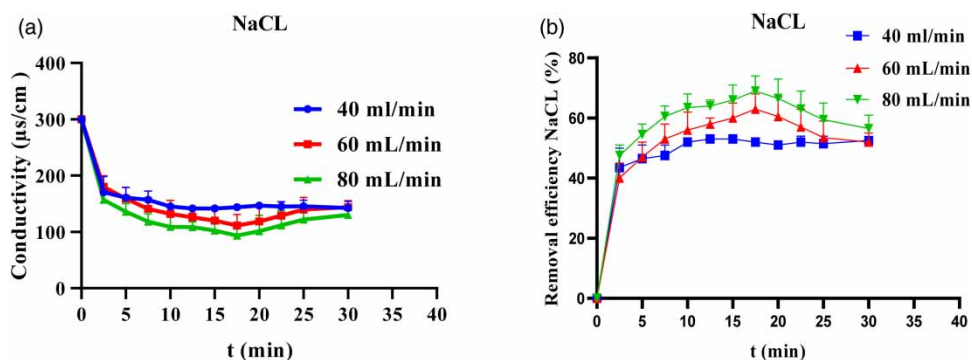 (a)
NaCL
Conductivity (µs/cm )
400
300
200
100
0
0 5 10 15 20 25 30 35 40
t (min)
40 ml/min
60 mL/min
80 mL/min
(b)
NaCL
Removal efficiency NaCL (%)
80
60
40
20
0
0 5 10 15 20 25 30 35 40
t (min)
40 ml/min
60 mL/min
80 mL/min